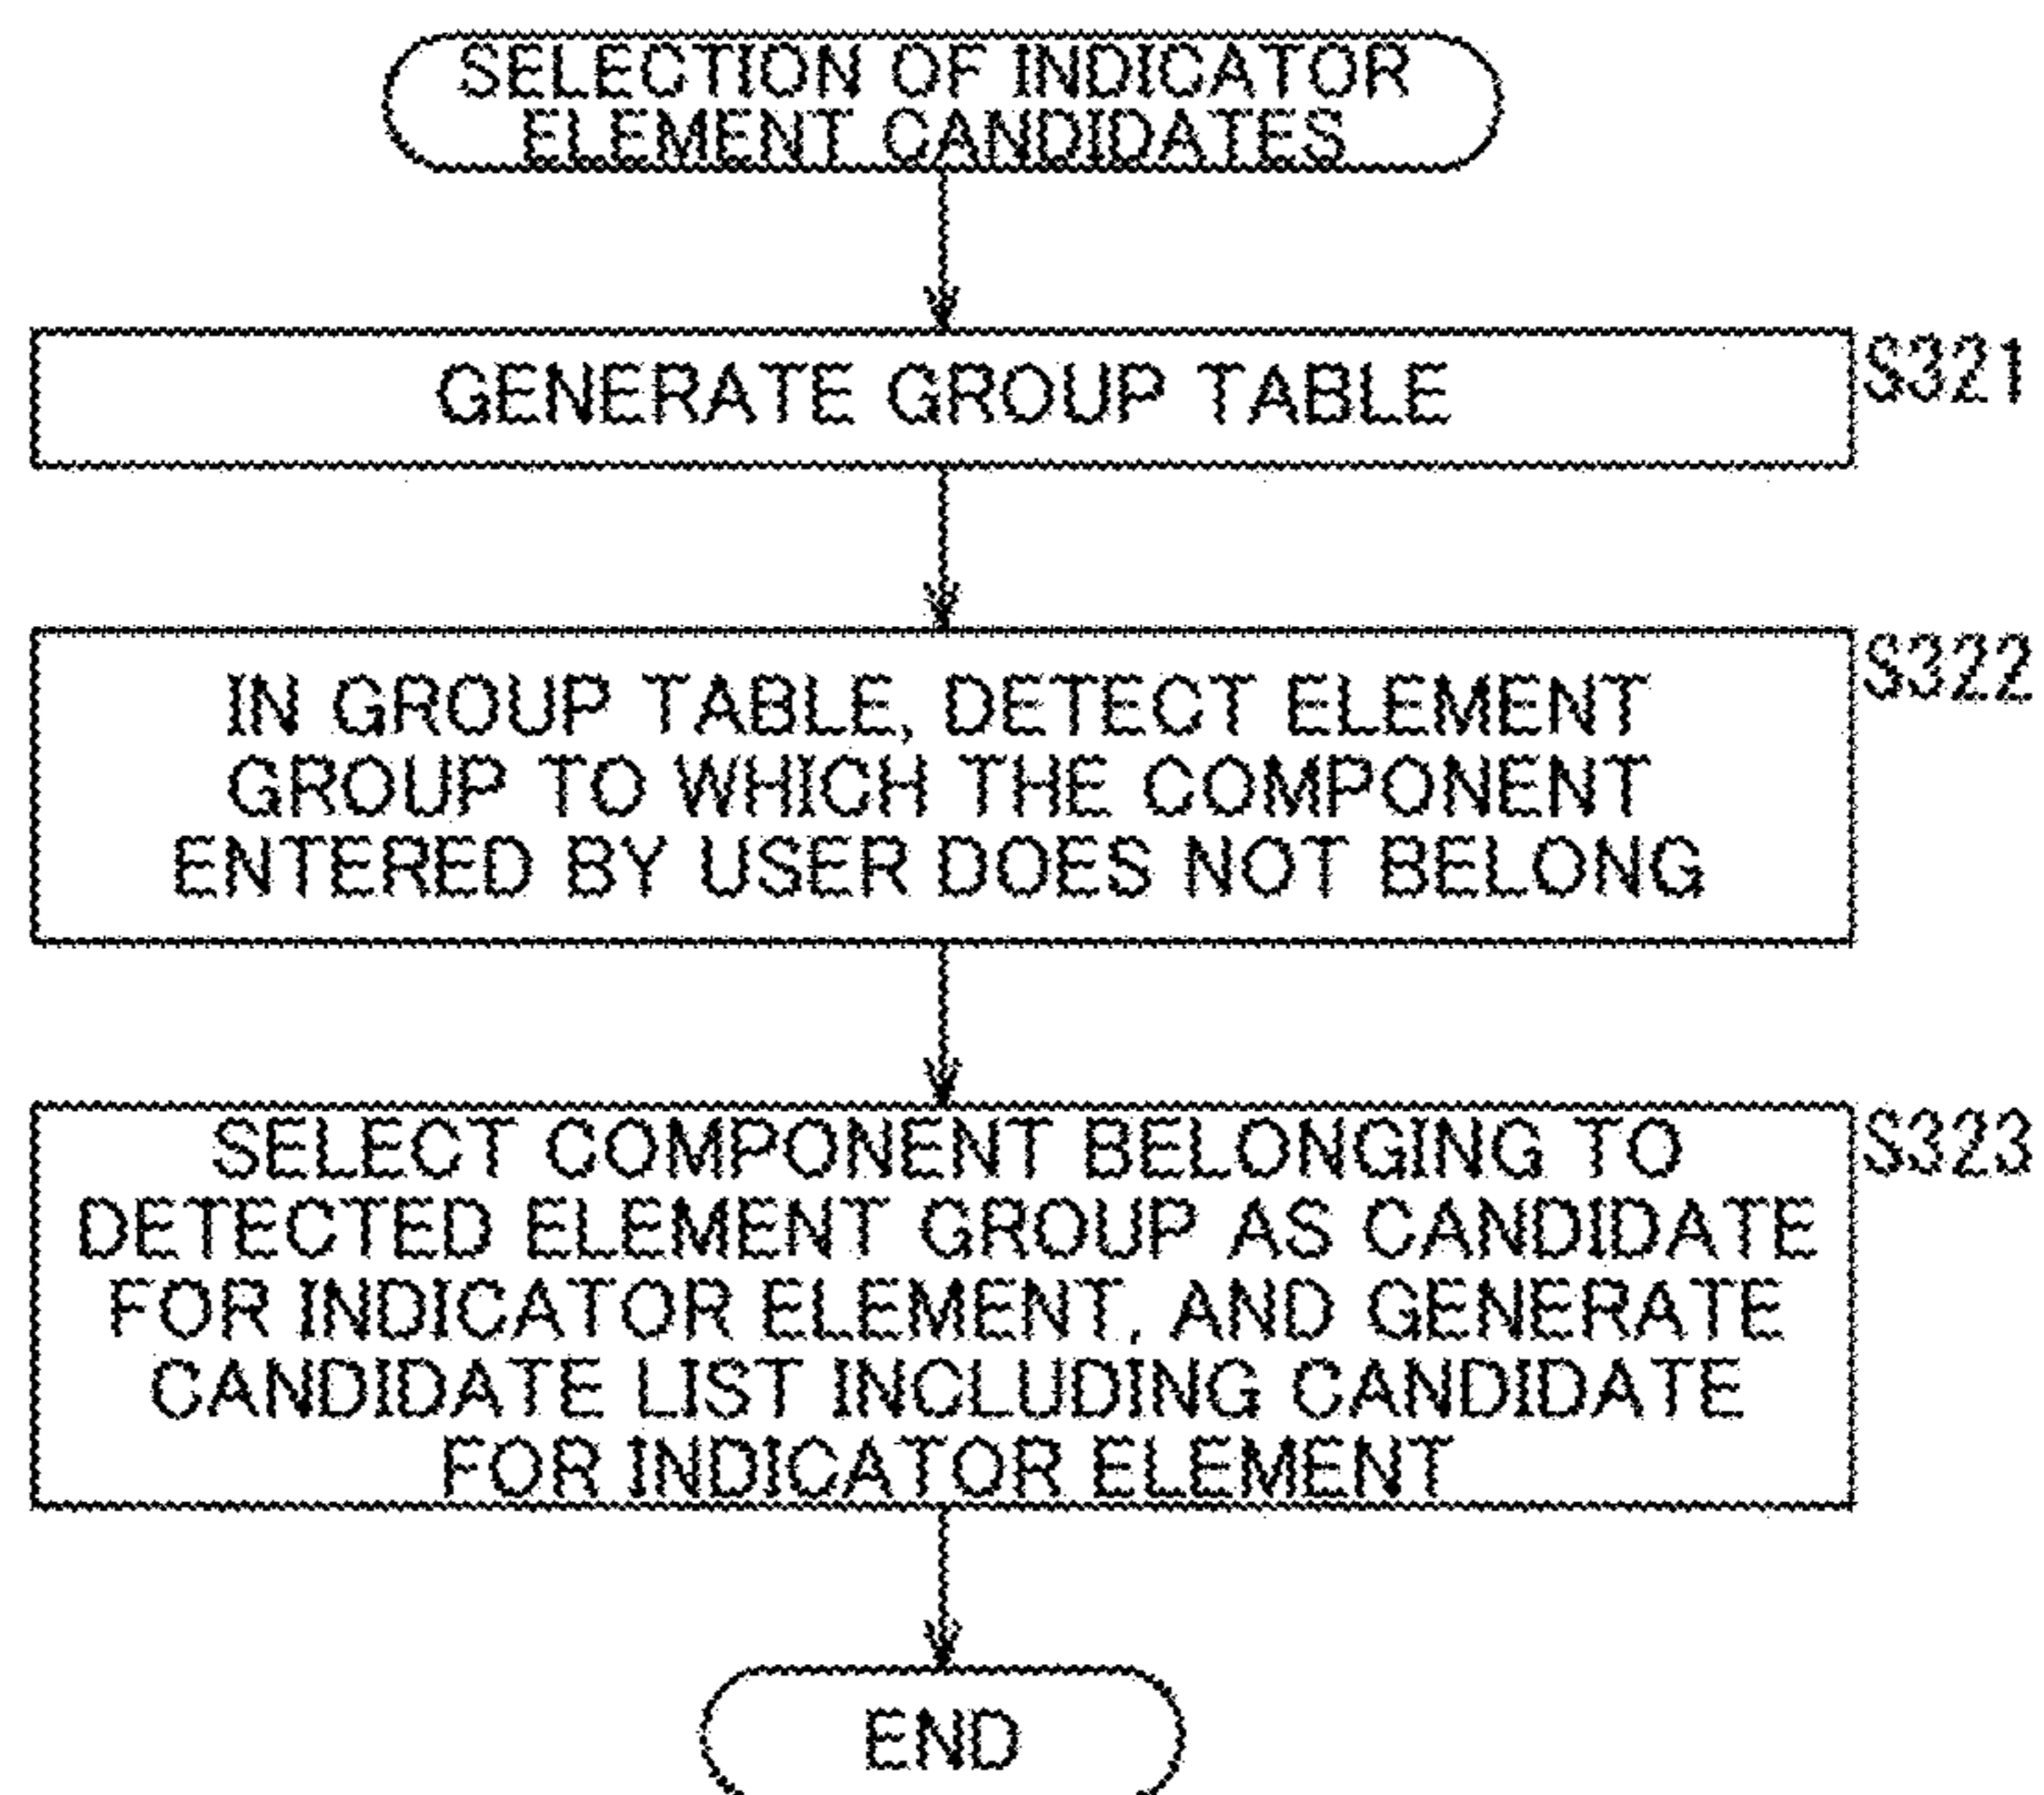 SELECTION OF INDICATOR
ELEMENT CANDIDATES
GENERATE GROUP TABLE
S321
IN GROUP TABLE, DETECT ELEMENT
GROUP TO WHICH THE COMPONENT
ENTERED BY USER DOES NOT BELONG
S322
SELECT COMPONENT BELONGING TO
DETECTED ELEMENT GROUP AS CANDIDATE
FOR INDICATOR ELEMENT, AND GENERATE
CANDIDATE LIST INCLUDING CANDIDATE
FOR INDICATOR ELEMENT
S323
END